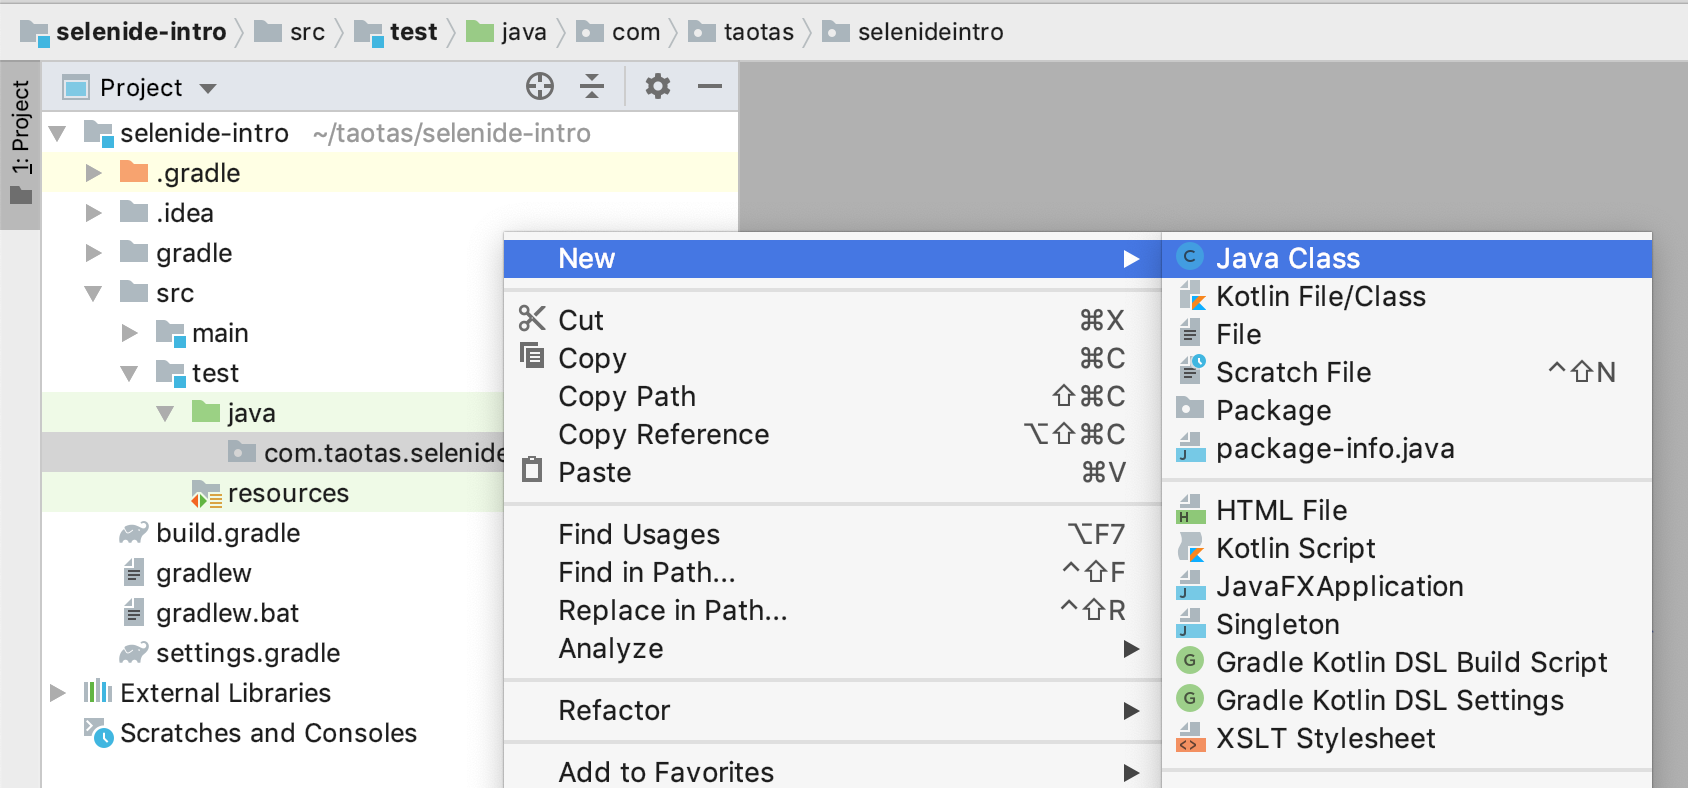 selenide-intro src test java com taotas selenideintro
1: Project
Project
selenide-intro ~/taotas/selenide-intro
.gradle
.idea
gradle
src
main
test
java
com.taotas.selenide
resources
build.gradle
gradlew
gradlew.bat
settings.gradle
External Libraries
Scratches and Consoles
New
Cut ⌘X
Copy ⌘C
Copy Path ⇧⌘C
Copy Reference ⌥⇧⌘C
Paste ⌘V
Find Usages ⌥F7
Find in Path... ^⇧F
Replace in Path... ^⇧R
Analyze
Refactor
Add to Favorites
Java Class
Kotlin File/Class
File
Scratch File ^⇧N
Package
package-info.java
HTML File
Kotlin Script
JavaFXApplication
Singleton
Gradle Kotlin DSL Build Script
Gradle Kotlin DSL Settings
XSLT Stylesheet